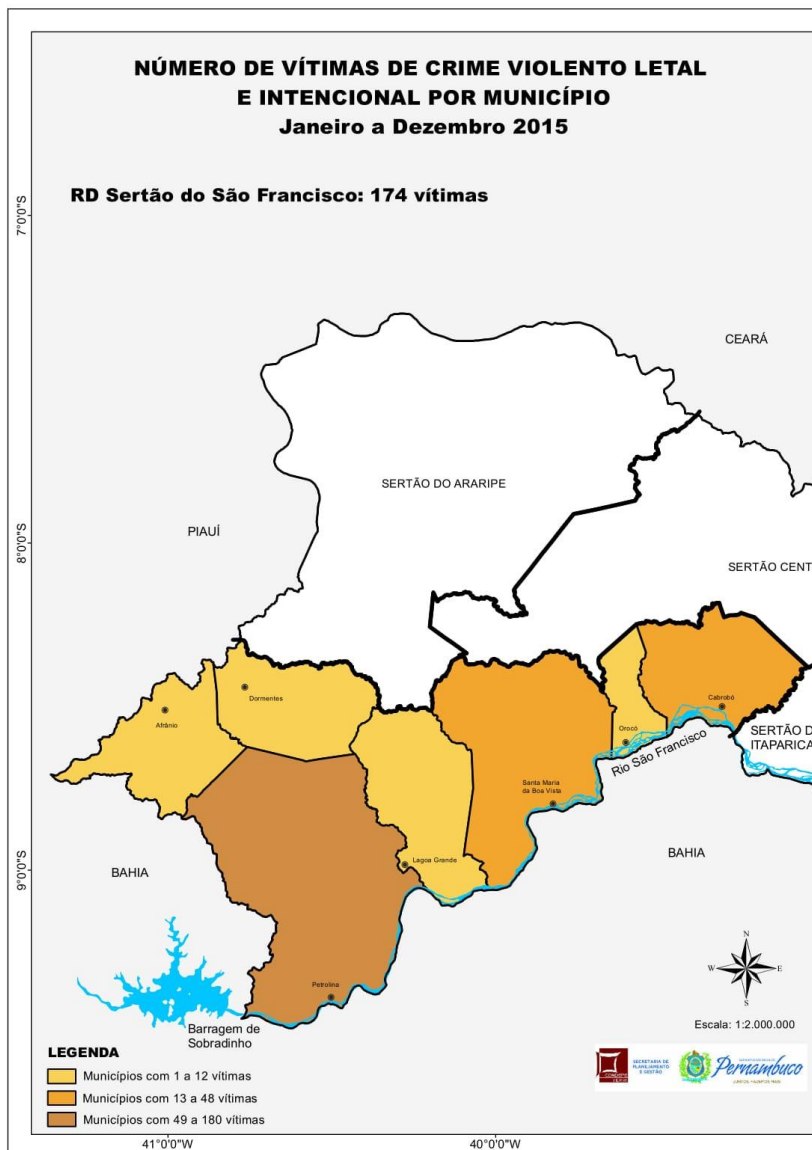 NÚMERO DE VÍTIMAS DE CRIME VIOLENTO LETAL
E INTENCIONAL POR MUNICÍPIO
Janeiro a Dezembro 2015
RD Sertão do São Francisco: 174 vítimas
7°0'0"S
CEARÁ
SERTÃO DO ARARIPE
PIAUÍ
8°0'0"S
SERTÃO CENT
Dormentes
Afrânio
Cabrobó
Orocó
SERTÃO D
ITAPARICA
Rio São Francisco
Santa Maria
da Boa Vista
Lagoa Grande
BAHIA
BAHIA
9°0'0"S
N
W
E
S
Petrolina
Barragem de
Sobradinho
Escala: 1:2.000.000
LEGENDA
Municípios com 1 a 12 vítimas
Municípios com 13 a 48 vítimas
Municípios com 49 a 180 vítimas
SECRETARIA DE
PLANEJAMENTO
E GESTÃO
Pernambuco
41°0'0"W
40°0'0"W